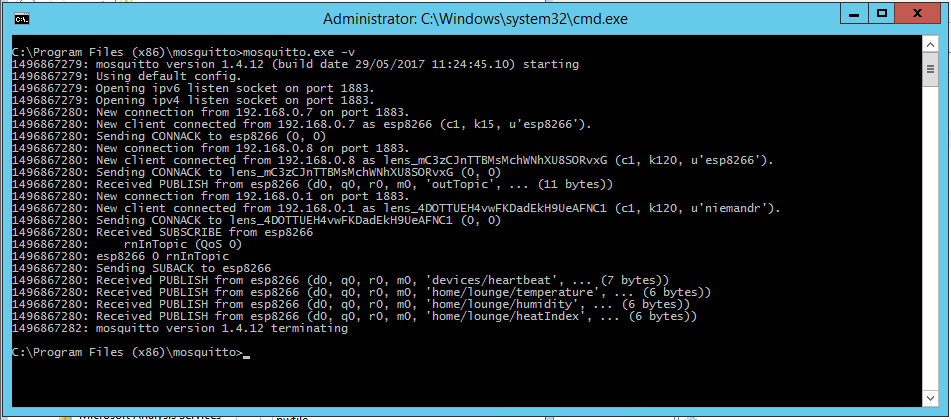 Administrator: C:\Windows\system32\cmd.exe
C:\Program Files (x86)\mosquitto>mosquitto.exe -v
1496867279: mosquitto version 1.4.12 (build date 29/05/2017 11:24:45.10) starting
1496867279: Using default config.
1496867279: Opening ipv6 listen socket on port 1883.
1496867279: Opening ipv4 listen socket on port 1883.
1496867280: New connection from 192.168.0.7 on port 1883.
1496867280: New client connected from 192.168.0.7 as esp8266 (c1, k15, u'esp8266').
1496867280: Sending CONNACK to esp8266 (0, 0)
1496867280: New connection from 192.168.0.8 on port 1883.
1496867280: New client connected from 192.168.0.8 as lens_mC3zCJnTTBMsMchWNhXU8SORvxG (c1, k120, u'esp8266').
1496867280: Sending CONNACK to lens_mC3zCJnTTBMsMchWNhXU8SORvxG (0, 0)
1496867280: Received PUBLISH from esp8266 (d0, q0, r0, m0, 'outTopic', ... (11 bytes))
1496867280: New connection from 192.168.0.1 on port 1883.
1496867280: New client connected from 192.168.0.1 as lens_4DOTTUEH4vwFKDadEkH9UeAFNC1 (c1, k120, u'niemandr').
1496867280: Sending CONNACK to lens_4DOTTUEH4vwFKDadEkH9UeAFNC1 (0, 0)
1496867280: Received SUBSCRIBE from esp8266
1496867280: rnInTopic (QoS 0)
1496867280: esp8266 0 rnInTopic
1496867280: Sending SUBACK to esp8266
1496867280: Received PUBLISH from esp8266 (d0, q0, r0, m0, 'devices/heartbeat', ... (7 bytes))
1496867280: Received PUBLISH from esp8266 (d0, q0, r0, m0, 'home/lounge/temperature', ... (6 bytes))
1496867280: Received PUBLISH from esp8266 (d0, q0, r0, m0, 'home/lounge/humidity', ... (6 bytes))
1496867280: Received PUBLISH from esp8266 (d0, q0, r0, m0, 'home/lounge/heatIndex', ... (6 bytes))
1496867282: mosquitto version 1.4.12 terminating
C:\Program Files (x86)\mosquitto>
Microsoft Analysis Services